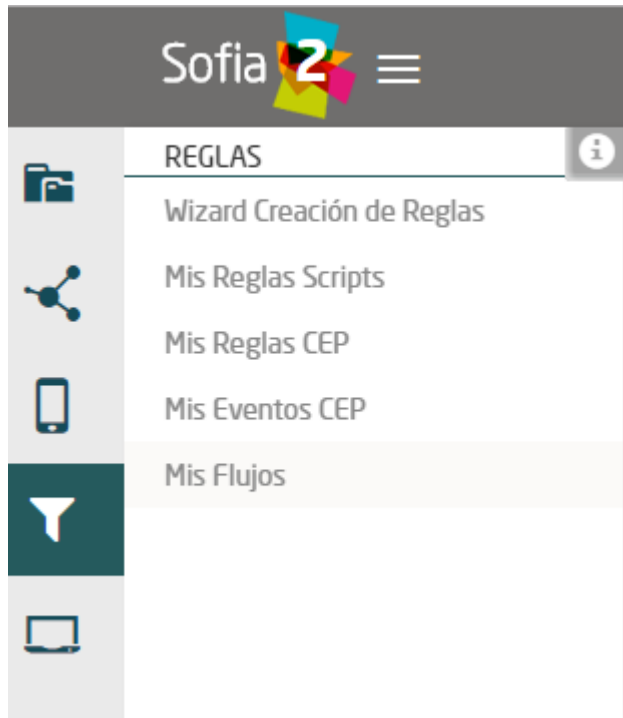 Sofia 2
REGLAS
Wizard Creación de Reglas
Mis Reglas Scripts
Mis Reglas CEP
Mis Eventos CEP
Mis Flujos